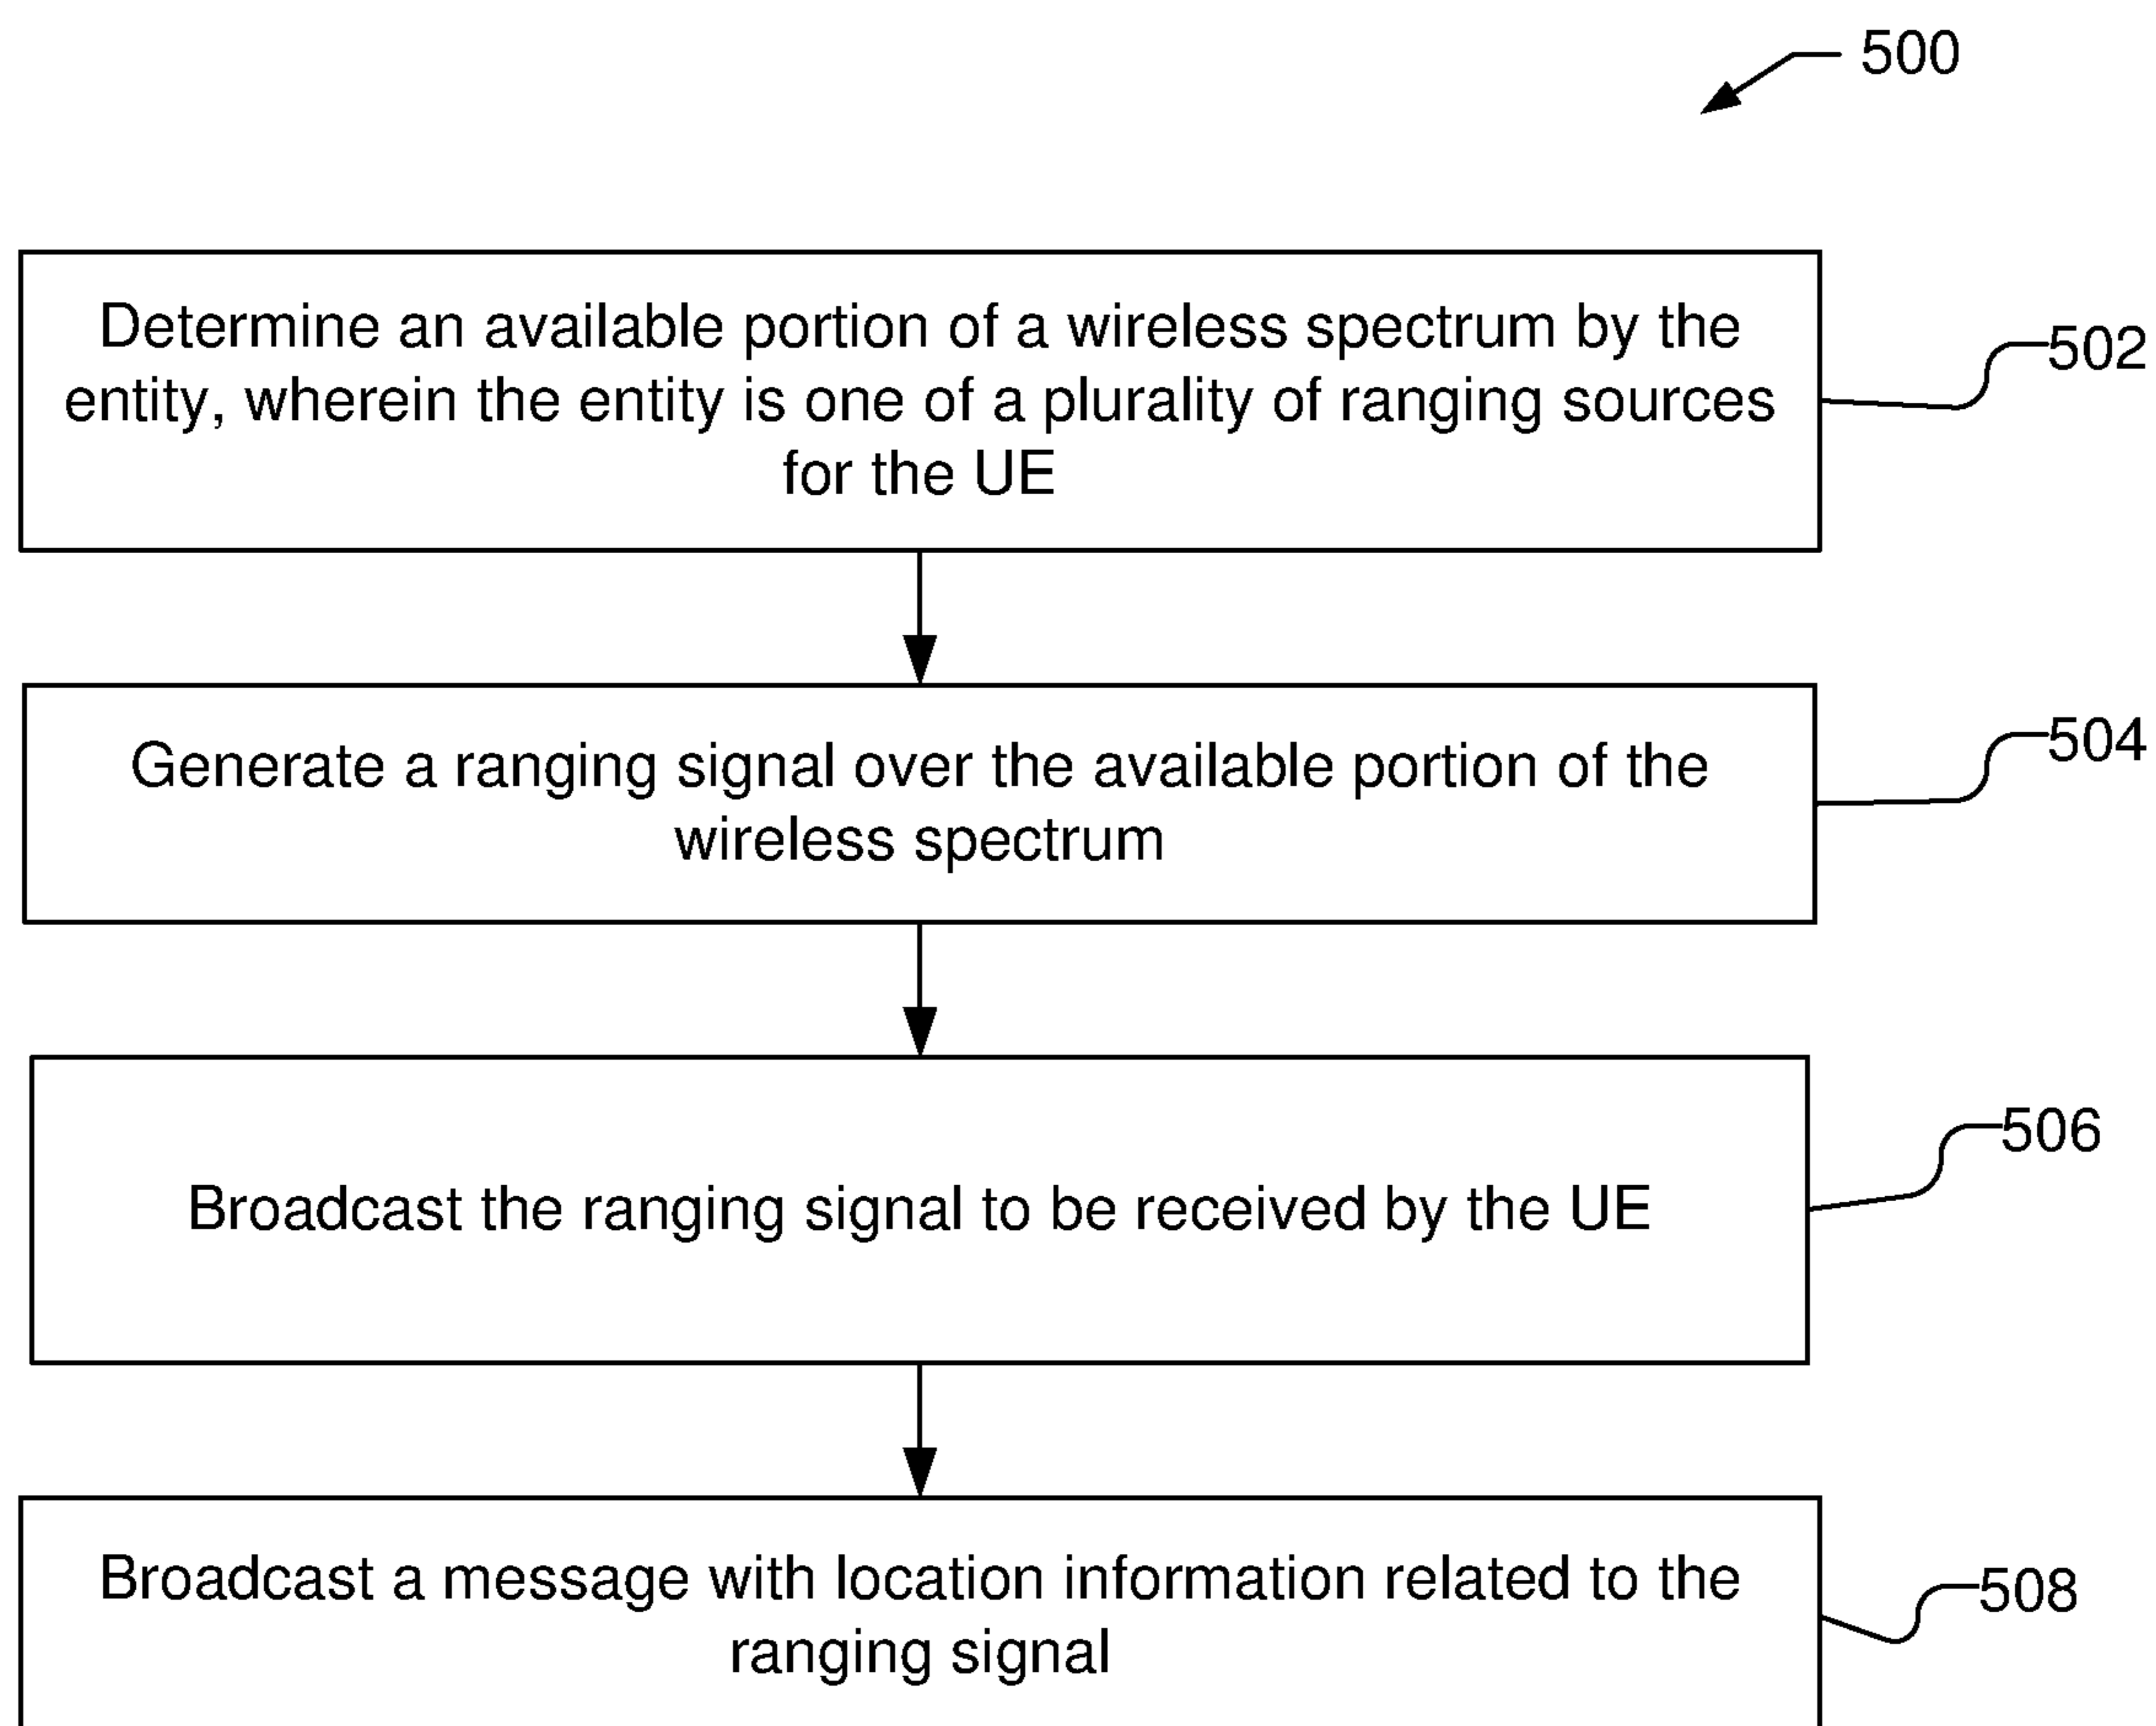 500
Determine an available portion of a wireless spectrum by the
entity, wherein the entity is one of a plurality of ranging sources
for the UE
502
Generate a ranging signal over the available portion of the
wireless spectrum
504
Broadcast the ranging signal to be received by the UE
506
Broadcast a message with location information related to the
ranging signal
508